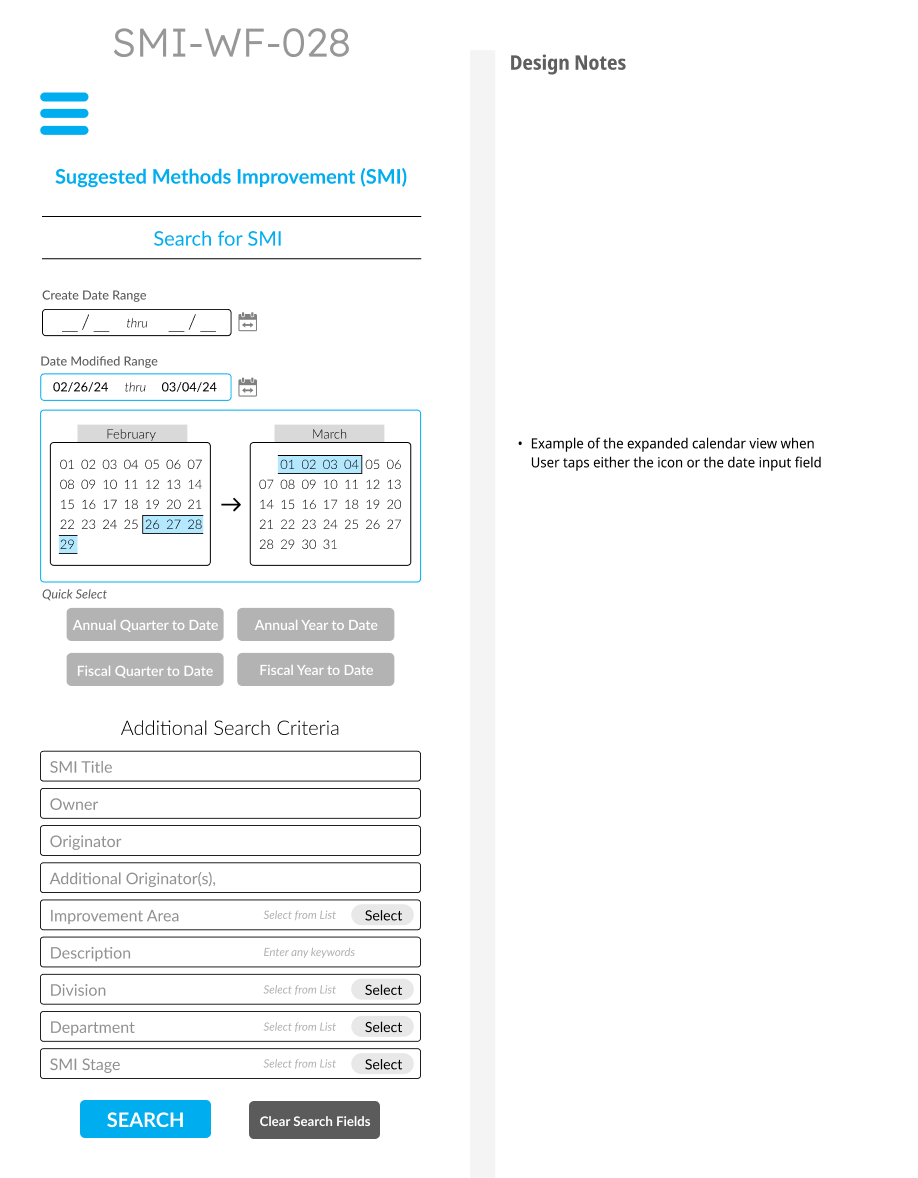 SMI-WF-028
Design Notes
Suggested Methods Improvement (SMI)
Search for SMI
Create Date Range
__ / __ thru __ / __
Date Modified Range
02/26/24 thru 03/04/24
February
01 02 03 04 05 06 07
08 09 10 11 12 13 14
15 16 17 18 19 20 21
22 23 24 25 26 27 28
29
→
March
01 02 03 04 05 06
07 08 09 10 11 12 13
14 15 16 17 18 19 20
21 22 23 24 25 26 27
28 29 30 31
• Example of the expanded calendar view when
User taps either the icon or the date input field
Quick Select
Annual Quarter to Date
Annual Year to Date
Fiscal Quarter to Date
Fiscal Year to Date
Additional Search Criteria
SMI Title
Owner
Originator
Additional Originator(s),
Improvement Area Select from List Select
Description Enter any keywords
Division Select from List Select
Department Select from List Select
SMI Stage Select from List Select
SEARCH
Clear Search Fields